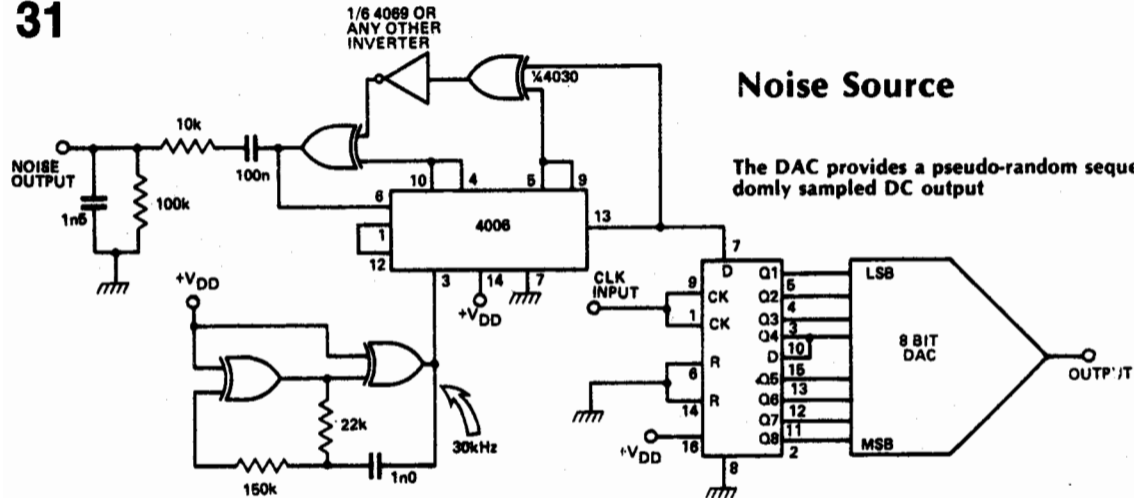 31
1/6 4069 OR
ANY OTHER
INVERTER
¼4030
Noise Source
10k
NOISE
OUTPUT
100n
1n5
100k
The DAC provides a pseudo-random seque
domly sampled DC output
10
4
5
9
6
4006
13
1
12
3
14
7
+VDD
+VDD
CLK
INPUT
7
D
Q1
LSB
5
9
CK
Q2
4
1
CK
Q3
3
Q4
8 BIT
DAC
D
10
R
6
Q5
15
OUTPUT
Q6
13
R
14
Q7
12
Q8
11
MSB
2
+VDD
16
8
22k
30kHz
150k
1n0